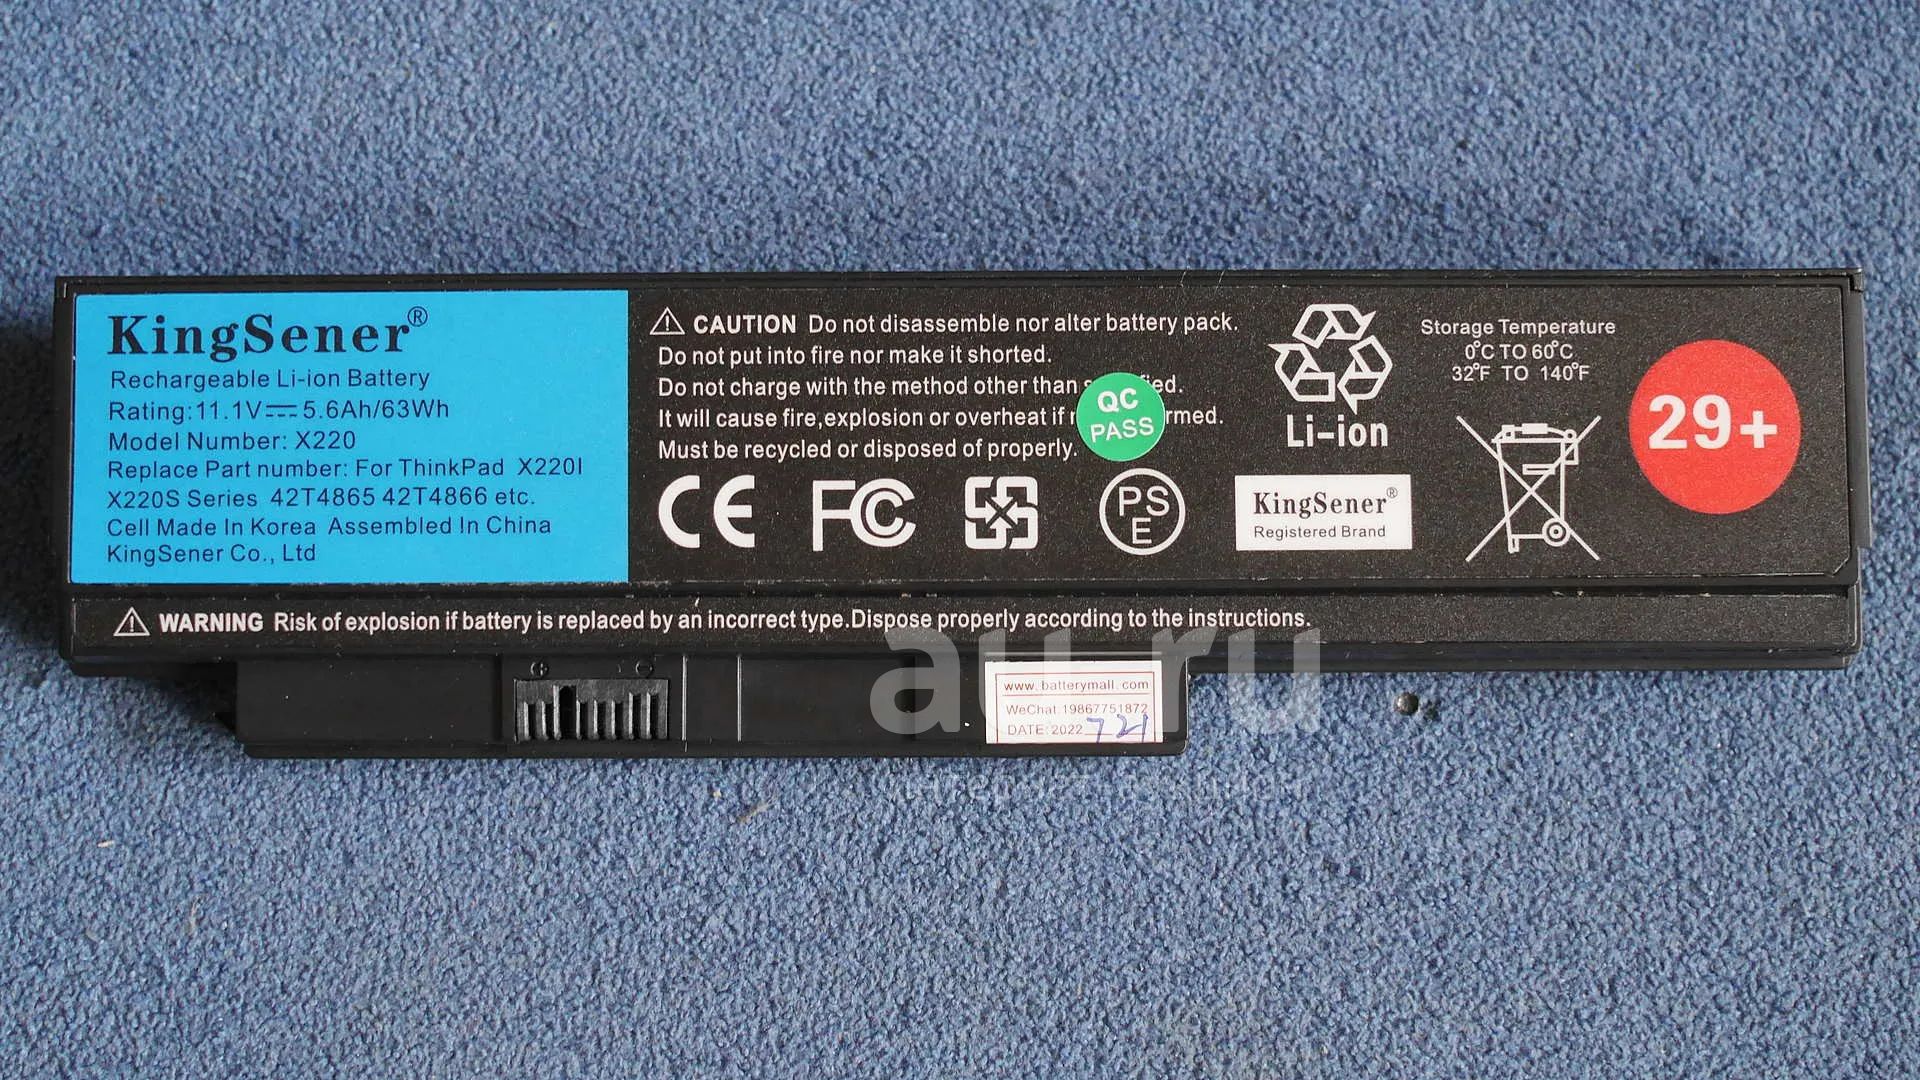 KingSener®
Rechargeable Li-ion Battery
Rating:11.1V⎓5.6Ah/63Wh
Model Number: X220
Replace Part number: For ThinkPad X220I
X220S Series 42T4865 42T4866 etc.
Cell Made In Korea Assembled In China
KingSener Co., Ltd
CAUTION Do not disassemble nor alter battery pack.
Do not put into fire nor make it shorted.
Do not charge with the method other than
It will cause fire,explosion or overheat if
Must be recycled or disposed of properly.
QC
PASS
CE FC PS E
Li-ion
KingSener®
Registered Brand
Storage Temperature
0°C TO 60°C
32°F TO 140°F
29+
WARNING Risk of explosion if battery is replaced by an incorrect type.Dispose properly according to the instructions.
www.batterymall.com
WeChat:19867751872
DATE:2022 7 21
au.ru